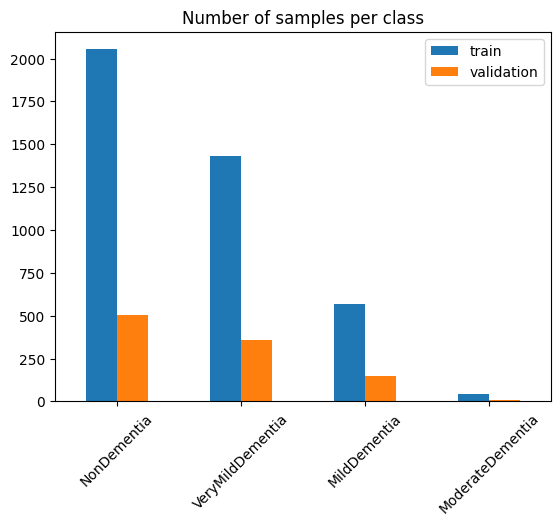 Number of samples per class
train
validation
2000
1750
1500
1250
1000
750
500
250
0
NonDementia
VeryMildDementia
MildDementia
ModerateDementia